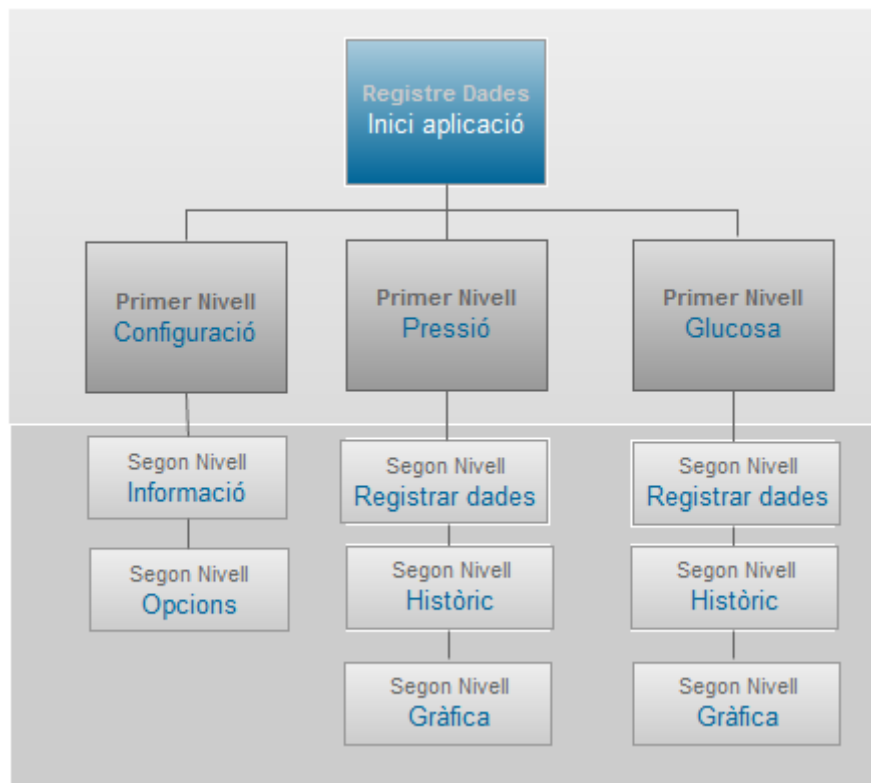 Registre Dades
Inici aplicació
Primer Nivell
Configuració
Primer Nivell
Pressió
Primer Nivell
Glucosa
Segon Nivell
Informació
Segon Nivell
Opcions
Segon Nivell
Registrar dades
Segon Nivell
Històric
Segon Nivell
Gràfica
Segon Nivell
Registrar dades
Segon Nivell
Històric
Segon Nivell
Gràfica